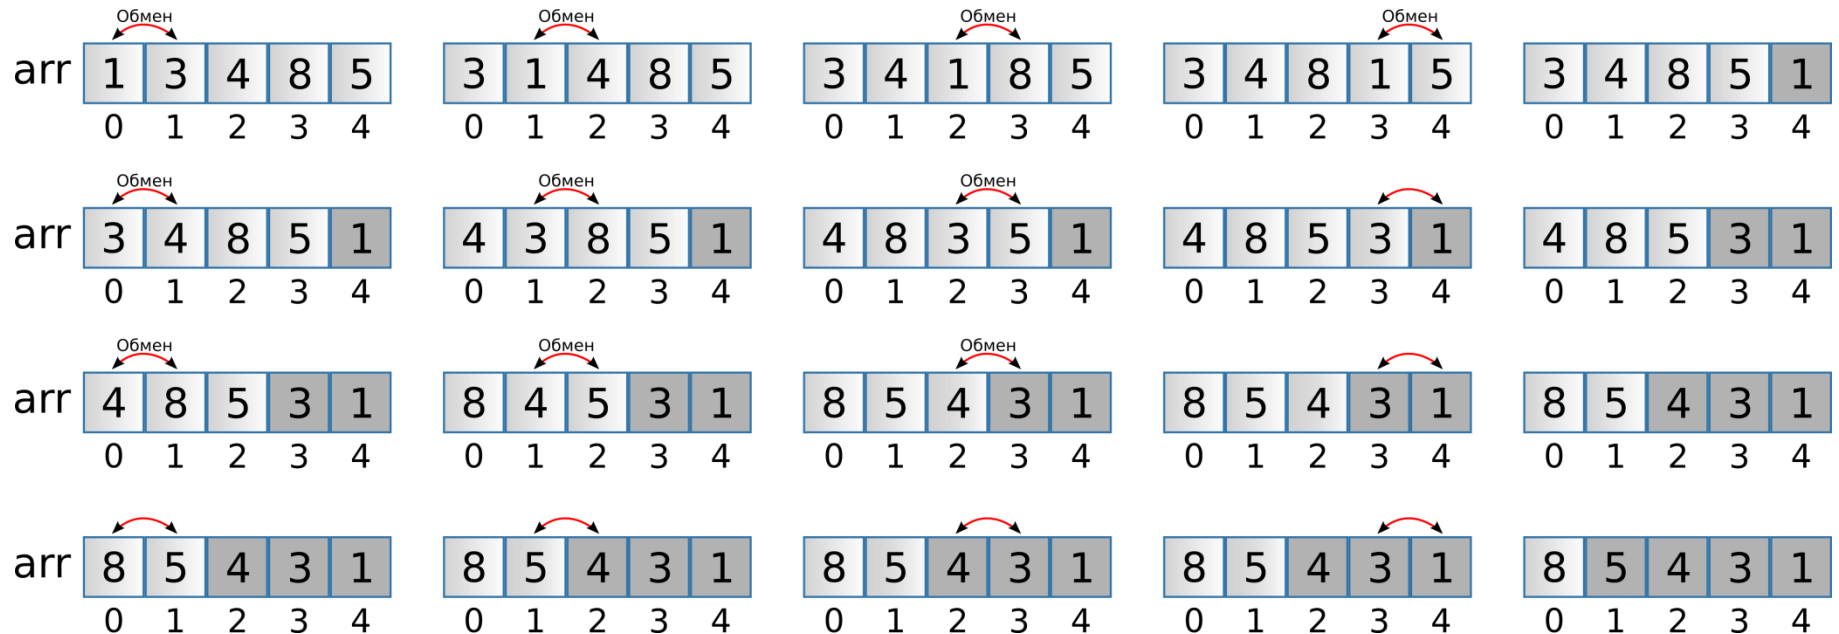 Обмен Обмен Обмен Обмен
arr 1 3 4 8 5 3 1 4 8 5 3 4 1 8 5 3 4 8 1 5 3 4 8 5 1
0 1 2 3 4 0 1 2 3 4 0 1 2 3 4 0 1 2 3 4 0 1 2 3 4
Обмен Обмен Обмен
arr 3 4 8 5 1 4 3 8 5 1 4 8 3 5 1 4 8 5 3 1 4 8 5 3 1
0 1 2 3 4 0 1 2 3 4 0 1 2 3 4 0 1 2 3 4 0 1 2 3 4
Обмен Обмен Обмен
arr 4 8 5 3 1 8 4 5 3 1 8 5 4 3 1 8 5 4 3 1 8 5 4 3 1
0 1 2 3 4 0 1 2 3 4 0 1 2 3 4 0 1 2 3 4 0 1 2 3 4
arr 8 5 4 3 1 8 5 4 3 1 8 5 4 3 1 8 5 4 3 1 8 5 4 3 1
0 1 2 3 4 0 1 2 3 4 0 1 2 3 4 0 1 2 3 4 0 1 2 3 4